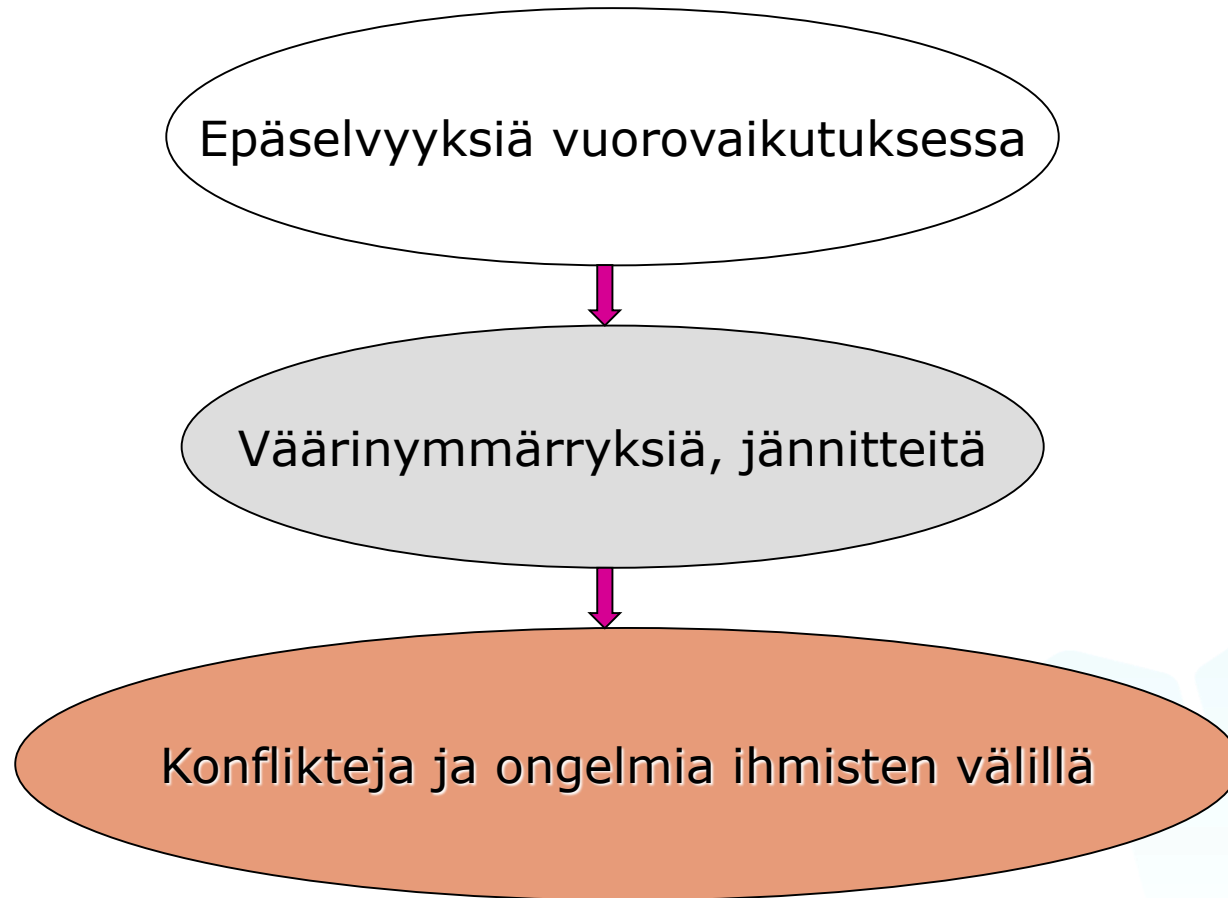 Epäselvyyksiä vuorovaikutuksessa
Väärinymmärryksiä, jännitteitä
Konflikteja ja ongelmia ihmisten välillä